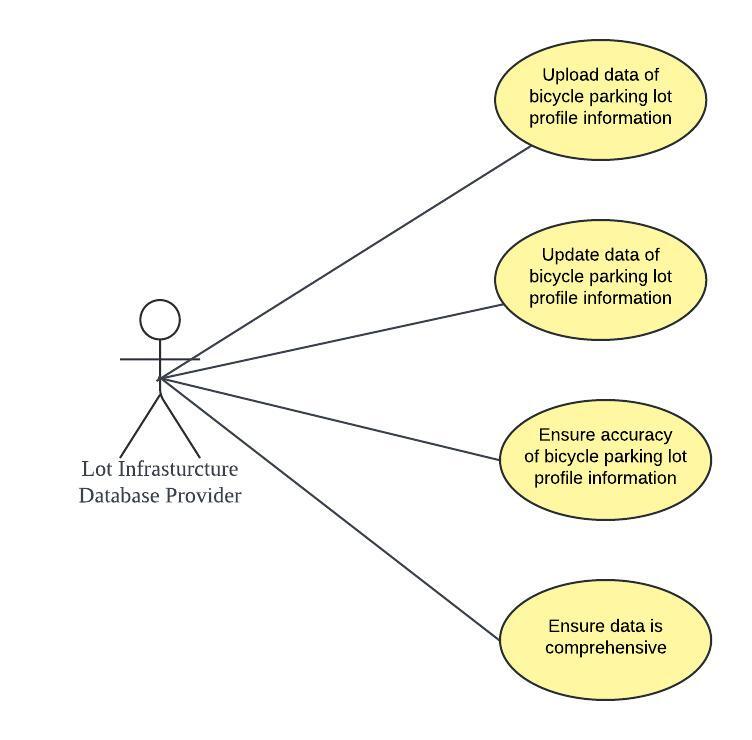 Upload data of
bicycle parking lot
profile information
Update data of
bicycle parking lot
profile information
Ensure accuracy
of bicycle parking lot
profile information
Lot Infrasturcture
Database Provider
Ensure data is
comprehensive